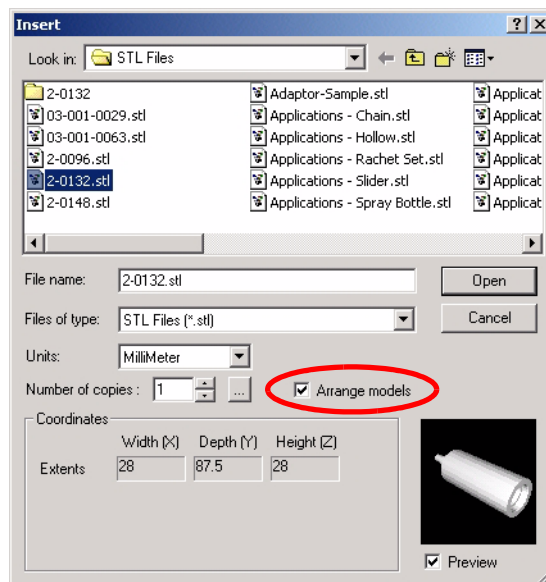 Insert
Look in: STL Files
2-0132 Adaptor-Sample.stl Applicat
03-001-0029.stl Applications - Chain.stl Applicat
03-001-0063.stl Applications - Hollow.stl Applicat
2-0096.stl Applications - Rachet Set.stl Applicat
2-0132.stl Applications - Slider.stl Applicat
2-0148.stl Applications - Spray Bottle.stl Applicat
File name: 2-0132.stl Open
Files of type: STL Files (*.stl) Cancel
Units: MilliMeter
Number of copies : 1 ... Arrange models
Coordinates
Width (X) Depth (Y) Height (Z)
Extents 28 87.5 28
Preview